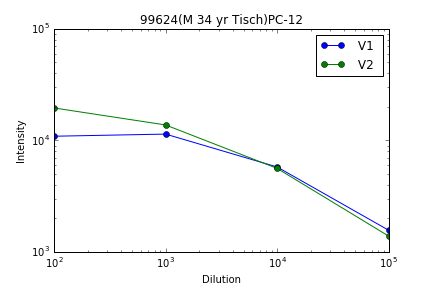 99624(M 34 yr Tisch)PC-12
V1
V2
10^5
10^4
10^3
Intensity
10^2 10^3 10^4 10^5
Dilution